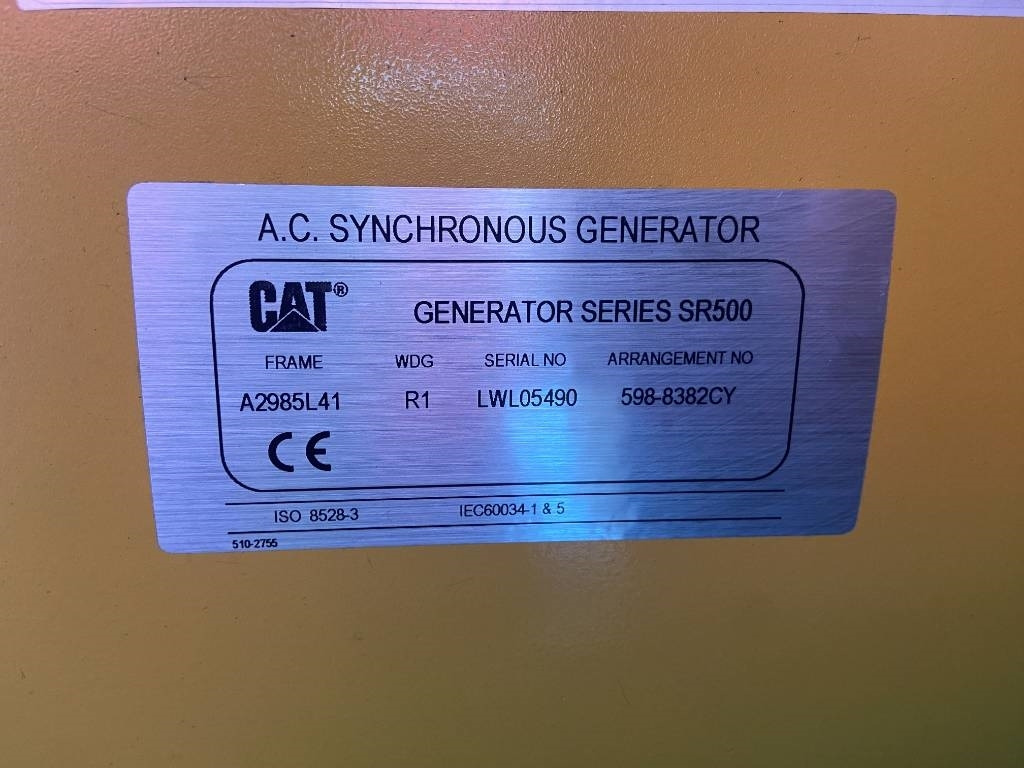 A.C. SYNCHRONOUS GENERATOR
CAT®
GENERATOR SERIES SR500
FRAME WDG SERIAL NO ARRANGEMENT NO
A2985L41 R1 LWL05490 598-8382CY
CE
ISO 8528-3 IEC60034-1 & 5
510-2755